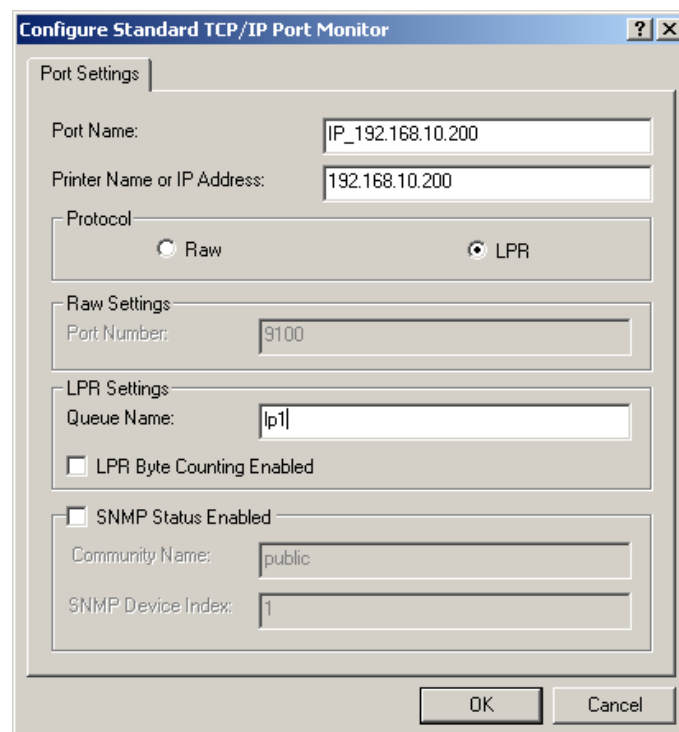 Configure Standard TCP/IP Port Monitor
Port Settings
Port Name: IP_192.168.10.200
Printer Name or IP Address: 192.168.10.200
Protocol
Raw LPR
Raw Settings
Port Number: 9100
LPR Settings
Queue Name: lp1
LPR Byte Counting Enabled
SNMP Status Enabled
Community Name: public
SNMP Device Index: 1
OK Cancel